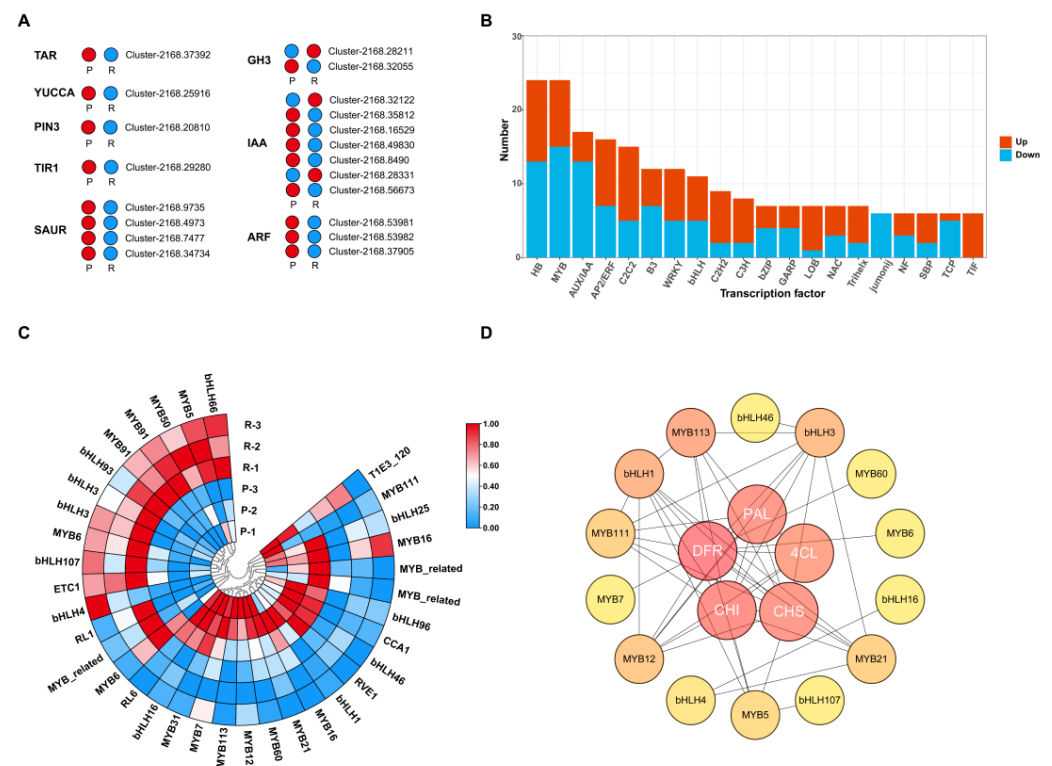 A
TAR
Cluster-2168.37392
P R
YUCCA
Cluster-2168.25916
P R
PIN3
Cluster-2168.20810
P R
TIR1
Cluster-2168.29280
P R
SAUR
Cluster-2168.9735
Cluster-2168.4973
Cluster-2168.7477
Cluster-2168.34734
P R
GH3
Cluster-2168.28211
Cluster-2168.32055
P R
IAA
Cluster-2168.32122
Cluster-2168.35812
Cluster-2168.16529
Cluster-2168.49830
Cluster-2168.8490
Cluster-2168.28331
Cluster-2168.56673
P R
ARF
Cluster-2168.53981
Cluster-2168.53982
Cluster-2168.37905
P R
B
Number
30
20
10
0
HB
MYB
AUX/IAA
AP2/ERF
C2C2
B3
WRKY
bHLH
C2H2
C3H
bZIP
GARP
LOB
NAC
Trihelx
jumonij
NF
SBP
TCP
TIF
Transcription factor
Up
Down
C
bHLH66
MYB5
MYB50
MYB91
MYB91
bHLH93
bHLH3
bHLH3
MYB6
bHLH107
ETC1
bHLH4
RL1
MYB_related
MYB6
RL6
bHLH16
MYB31
MYB7
MYB113
MYB12
MYB60
MYB21
MYB16
bHLH1
RVE1
bHLH46
CCA1
bHLH96
MYB_related
MYB_related
MYB16
bHLH25
MYB111
T1E3_120
R-3
R-2
R-1
P-3
P-2
P-1
1.00
0.80
0.60
0.40
0.20
0.00
D
bHLH46
MYB113
bHLH3
bHLH1
MYB60
PAL
MYB111
DFR
4CL
MYB6
MYB7
CHI
CHS
bHLH16
MYB12
MYB21
bHLH4
MYB5
bHLH107